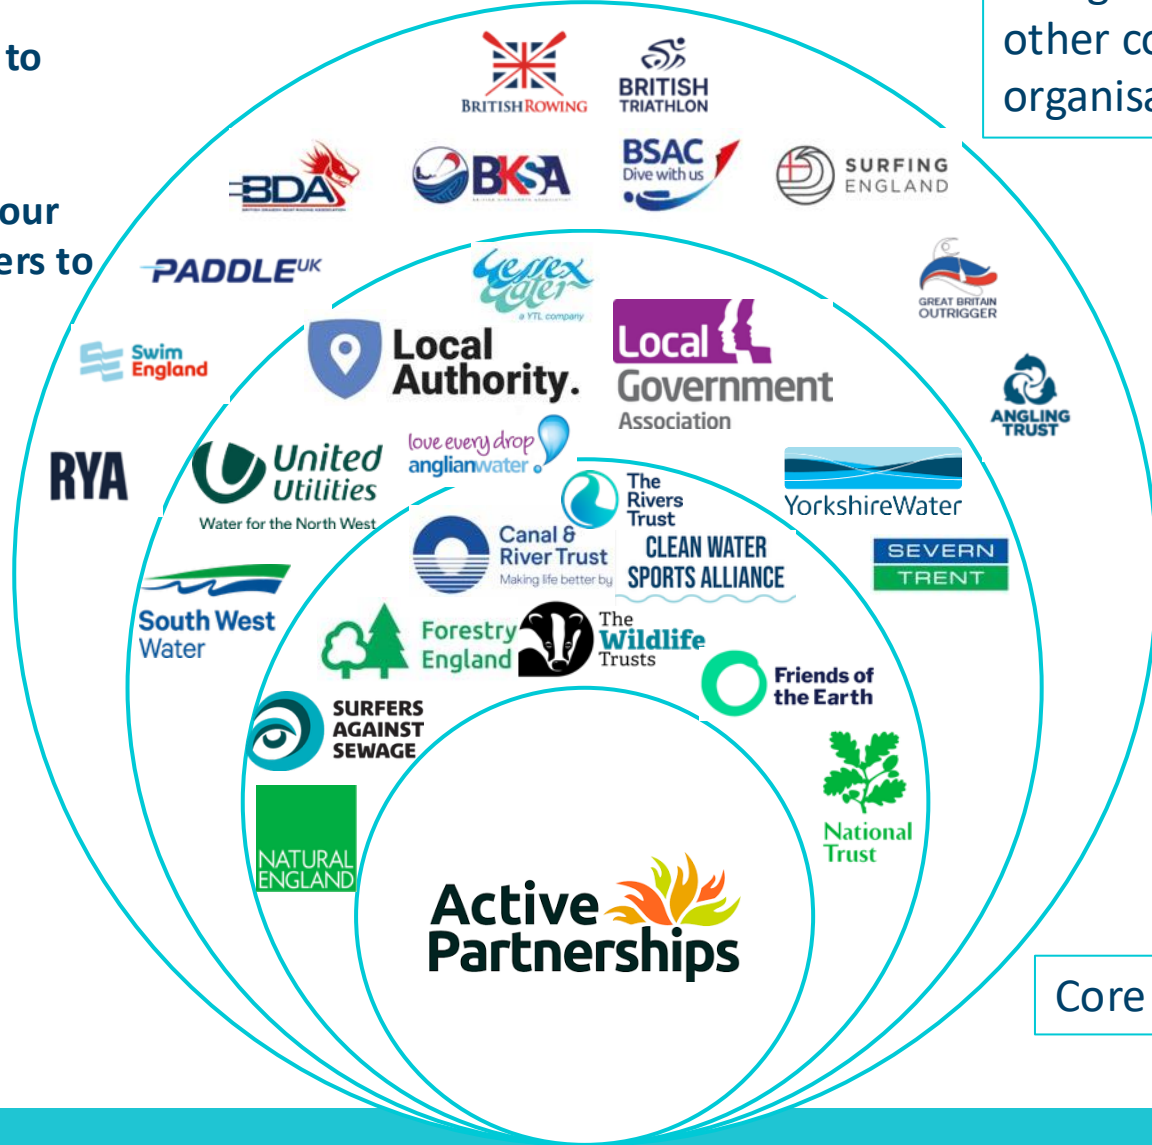 to
other co
organisa
our
ers to
BRITISH ROWING
BRITISH
TRIATHLON
BDA
BKSA
BSAC
Dive with us
SURFING
ENGLAND
PADDLE UK
Wessex
Water
a YTL company
GREAT BRITAIN
OUTRIGGER
Swim
England
Local
Authority.
Local
Government
Association
ANGLING
TRUST
RYA
United
Utilities
Water for the North West
love every drop
anglianwater
YorkshireWater
The
Rivers
Trust
Canal &
River Trust
Making life better by
CLEAN WATER
SPORTS ALLIANCE
SEVERN
TRENT
South West
Water
Forestry
England
The
Wildlife
Trusts
Friends of
the Earth
SURFERS
AGAINST
SEWAGE
National
Trust
NATURAL
ENGLAND
Active
Partnerships
Core